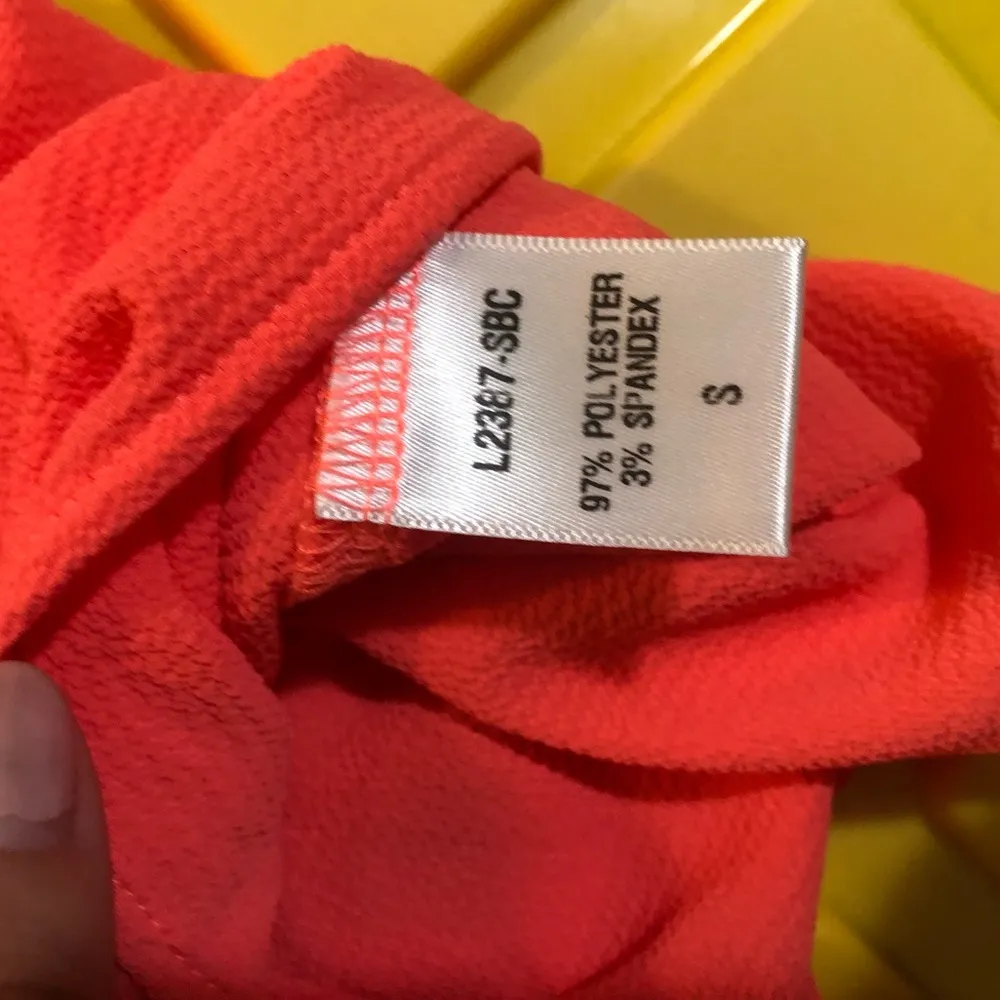 L2387-SBC
97% POLYESTER
3% SPANDEX
S